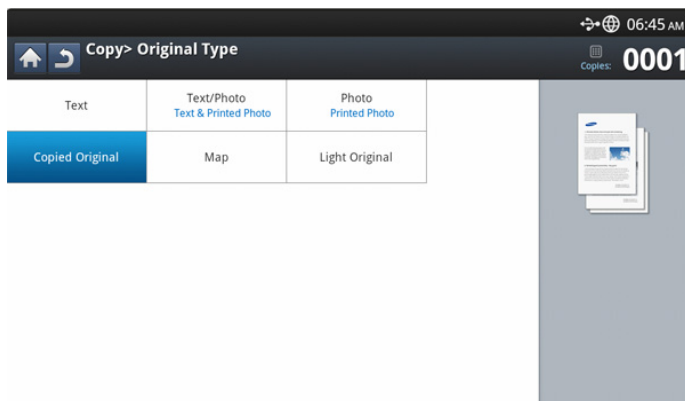 06:45 AM
Copy> Original Type
Copies: 0001
Text
Text/Photo
Text & Printed Photo
Photo
Printed Photo
Copied Original
Map
Light Original